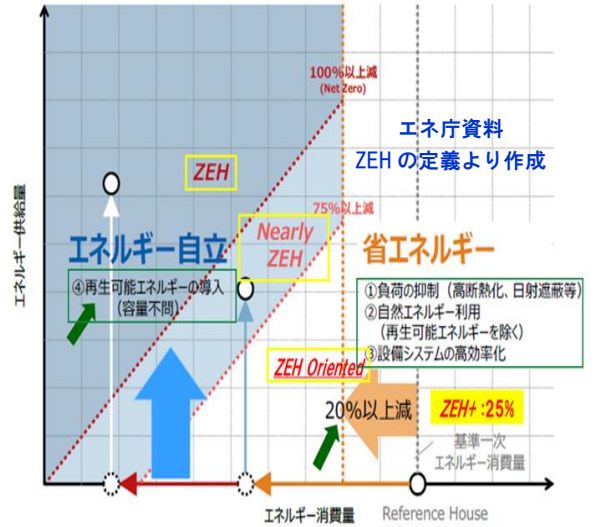 100%以上減
(Net Zero)
エネ庁資料
ZEHの定義より作成
ZEH
75%以上減
Nearly
ZEH
エネルギー自立
④再生可能エネルギーの導入
(容量不問)
省エネルギー
①負荷の抑制（高断熱化、日射遮蔽等）
②自然エネルギー利用
（再生可能エネルギーを除く）
③設備システムの高効率化
エネルギー供給量
ZEH Oriented
20%以上減
ZEH+ :25%
基準一次
エネルギー消費量
エネルギー消費量
Reference House